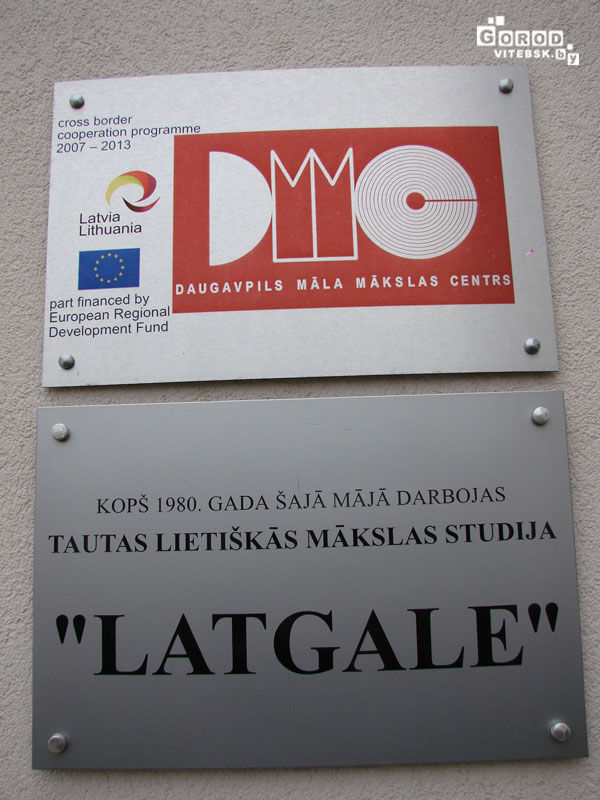 GOROD
VITEBSK.by
cross border
cooperation programme
2007 – 2013
Latvia
Lithuania
part financed by
European Regional
Development Fund
DMMC
DAUGAVPILS MĀLA MĀKSLAS CENTRS
KOPŠ 1980. GADA ŠAJĀ MĀJĀ DARBOJAS
TAUTAS LIETIŠĶĀS MĀKSLAS STUDIJA
"LATGALE"